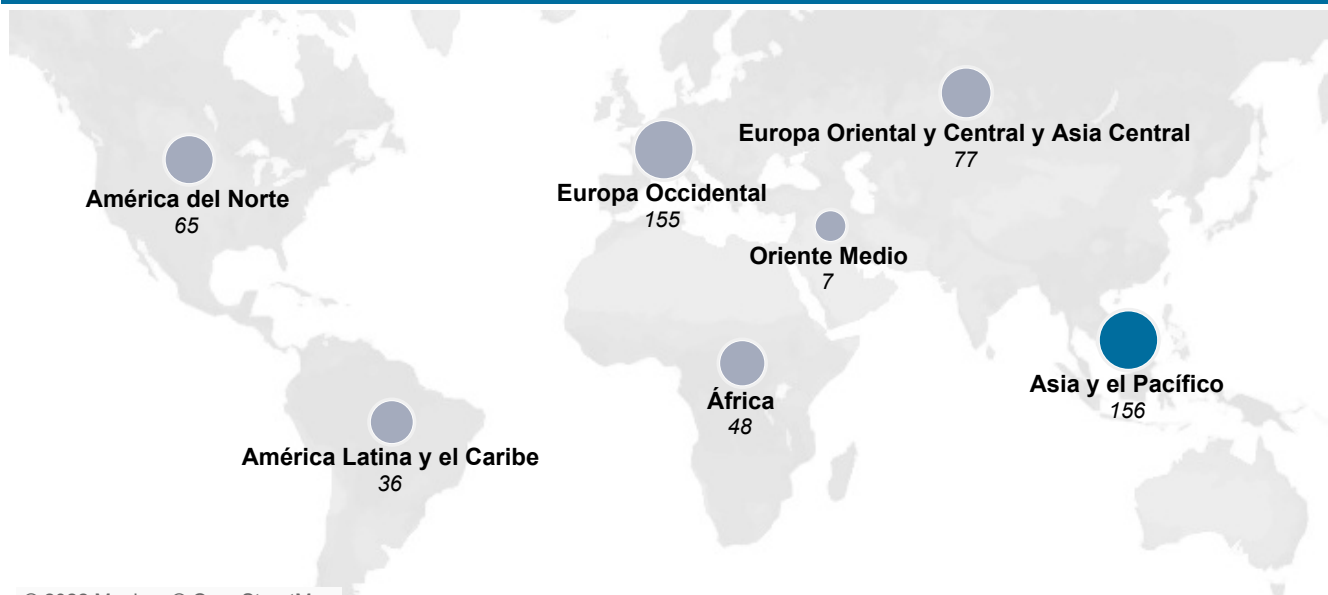 Europa Oriental y Central y Asia Central
77
América del Norte
65
Europa Occidental
155
Oriente Medio
7
Asia y el Pacífico
156
África
48
América Latina y el Caribe
36